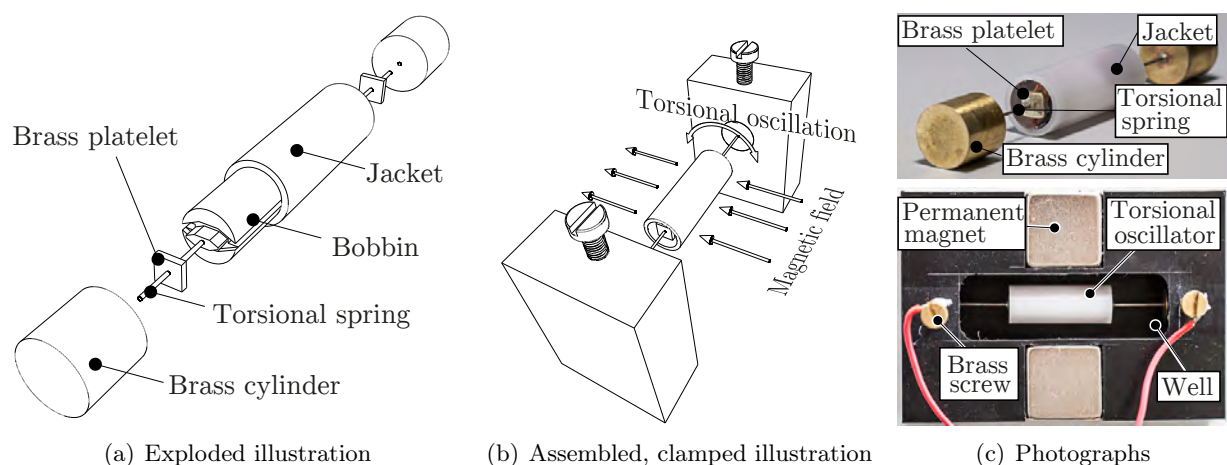 Brass platelet
Jacket
Bobbin
Torsional spring
Brass cylinder
(a) Exploded illustration
Torsional oscillation
Magnetic field
(b) Assembled, clamped illustration
Brass platelet
Jacket
Torsional
spring
Brass cylinder
Permanent
magnet
Torsional
oscillator
Brass
screw
Well
(c) Photographs